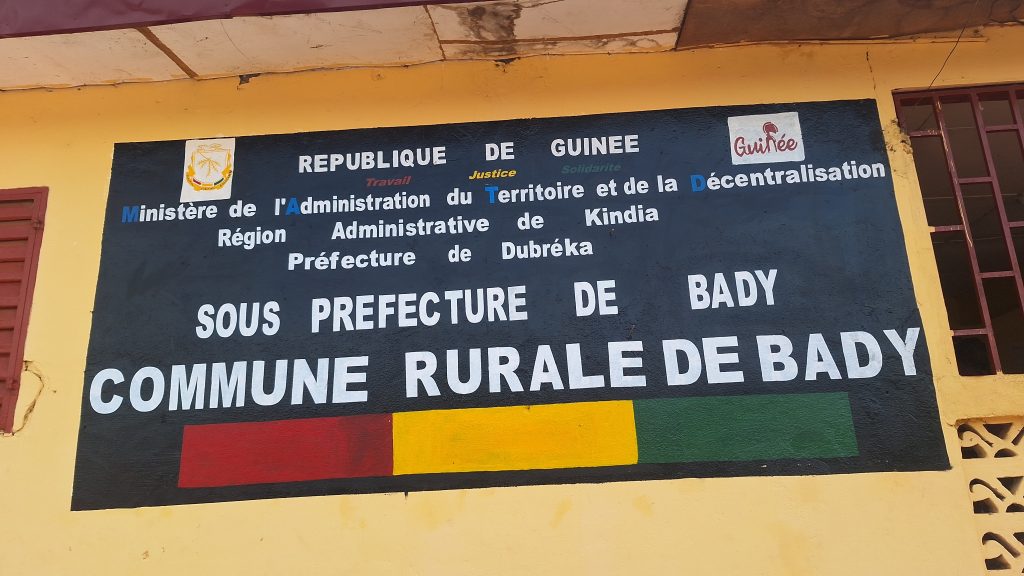 REPUBLIQUE DE GUINEE
Travail Justice Solidarite
Guinée
Ministère de l'Administration du Territoire et de la Décentralisation
Région Administrative de Kindia
Préfecture de Dubréka
SOUS PREFECTURE DE BADY
COMMUNE RURALE DE BADY